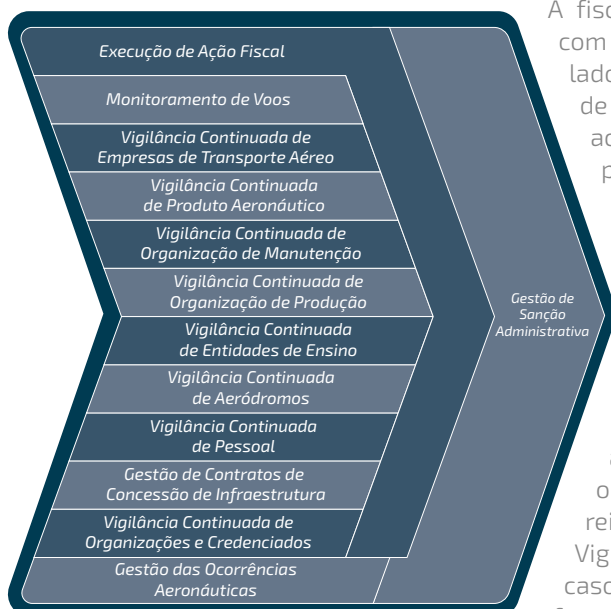 Execução de Ação Fiscal
Monitoramento de Voos
Vigilância Continuada de
Empresas de Transporte Aéreo
Vigilância Continuada
de Produto Aeronáutico
Vigilância Continuada de
Organização de Manutenção
Vigilância Continuada de
Organização de Produção
Vigilância Continuada
de Entidades de Ensino
Vigilância Continuada
de Aeródromos
Vigilância Continuada
de Pessoal
Gestão de Contratos de
Concessão de Infraestrutura
Vigilância Continuada de
Organizações e Credenciados
Gestão das Ocorrências
Aeronáuticas
Gestão de
Sanção
Administrativa
A fisc
com
lado
de
ac
p
o
rei
Vig
caso